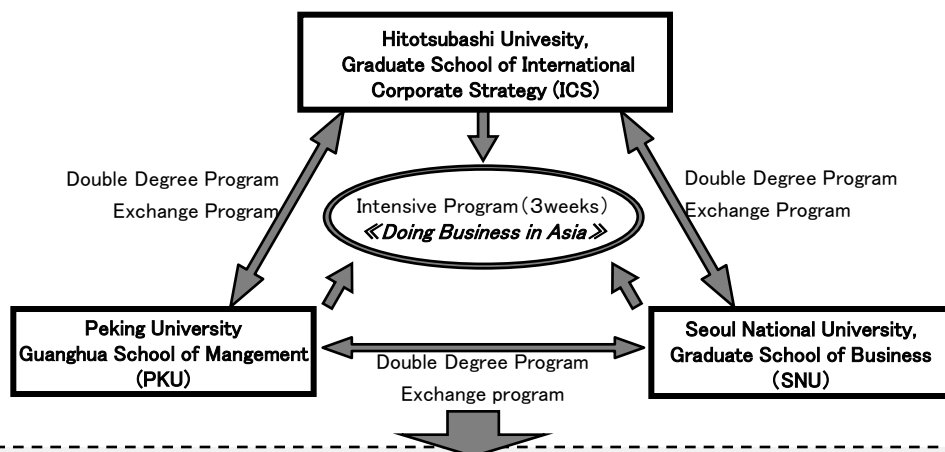 Hitotsubashi Univesity,
Graduate School of International
Corporate Strategy (ICS)
Double Degree Program
Exchange Program
Double Degree Program
Exchange Program
Intensive Program(3weeks)
≪Doing Business in Asia≫
Peking University
Guanghua School of Mangement
(PKU)
Seoul National University,
Graduate School of Business
(SNU)
Double Degree Program
Exchange program